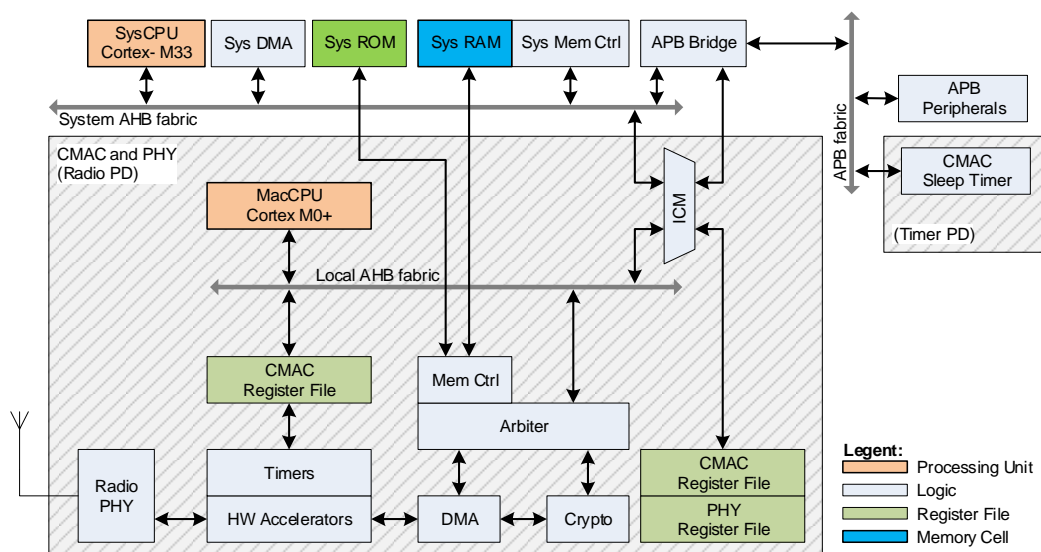 SysCPU
Cortex- M33
Sys DMA
Sys ROM
Sys RAM
Sys Mem Ctrl
APB Bridge
System AHB fabric
APB
Peripherals
APB fabric
CMAC
Sleep Timer
(Timer PD)
CMAC and PHY
(Radio PD)
MacCPU
Cortex M0+
ICM
Local AHB fabric
CMAC
Register File
Mem Ctrl
Arbiter
Radio
PHY
Timers
HW Accelerators
DMA
Crypto
CMAC
Register File
PHY
Register File
Legent:
Processing Unit
Logic
Register File
Memory Cell